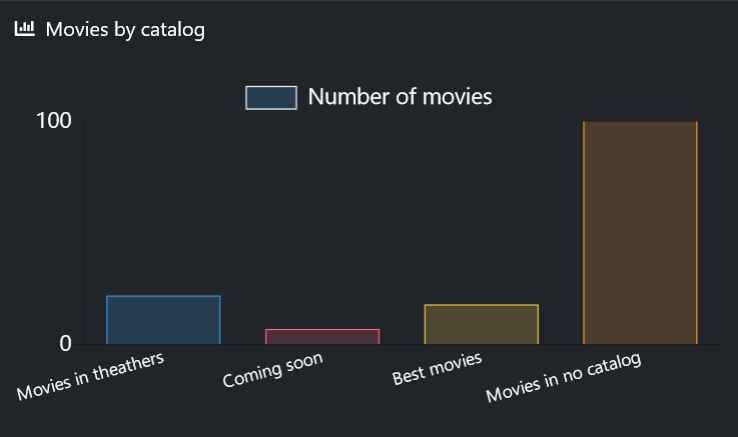 Movies by catalog
Number of movies
100
0
Movies in theathers
Coming soon
Best movies
Movies in no catalog